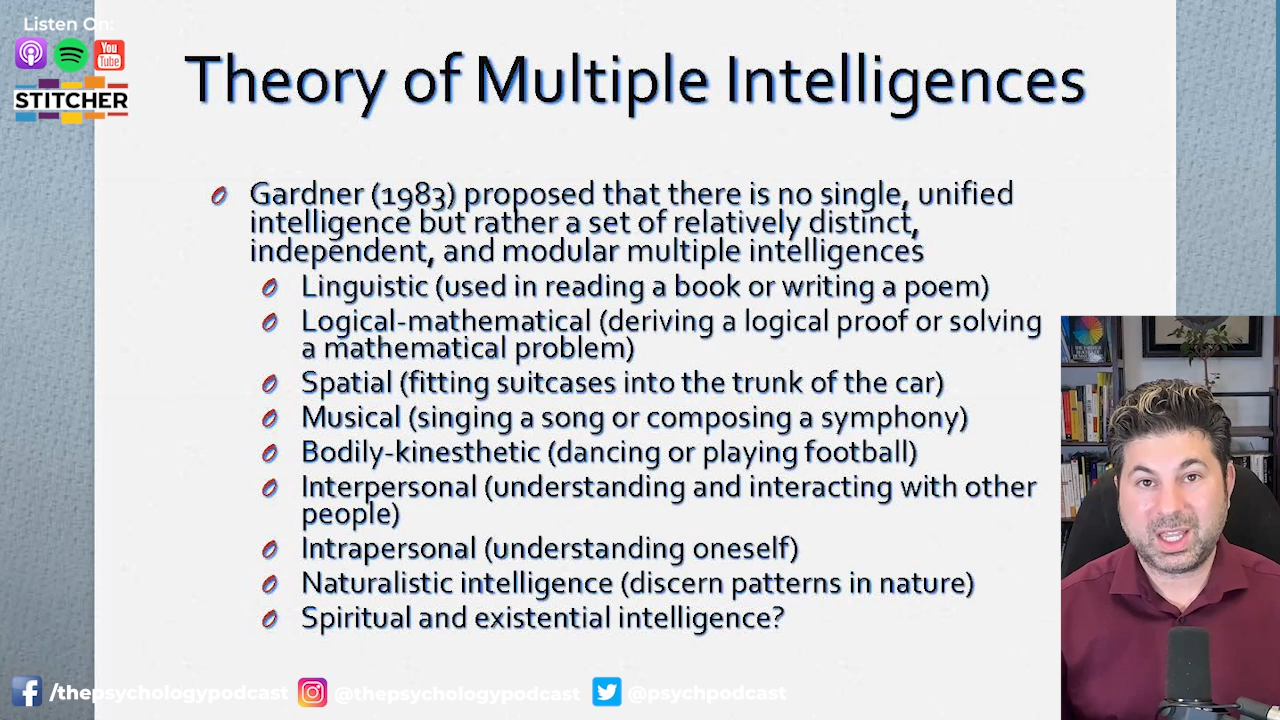 Listen On:
You
Tube
STITCHER
Theory of Multiple Intelligences
Gardner (1983) proposed that there is no single, unified
intelligence but rather a set of relatively distinct,
independent, and modular multiple intelligences
Linguistic (used in reading a book or writing a poem)
Logical-mathematical (deriving a logical proof or solving
a mathematical problem)
Spatial (fitting suitcases into the trunk of the car)
Musical (singing a song or composing a symphony)
Bodily-kinesthetic (dancing or playing football)
Interpersonal (understanding and interacting with other
people)
Intrapersonal (understanding oneself)
Naturalistic intelligence (discern patterns in nature)
Spiritual and existential intelligence?
/thepsychologypodcast
@thepsychologypodcast
@psychpodcast